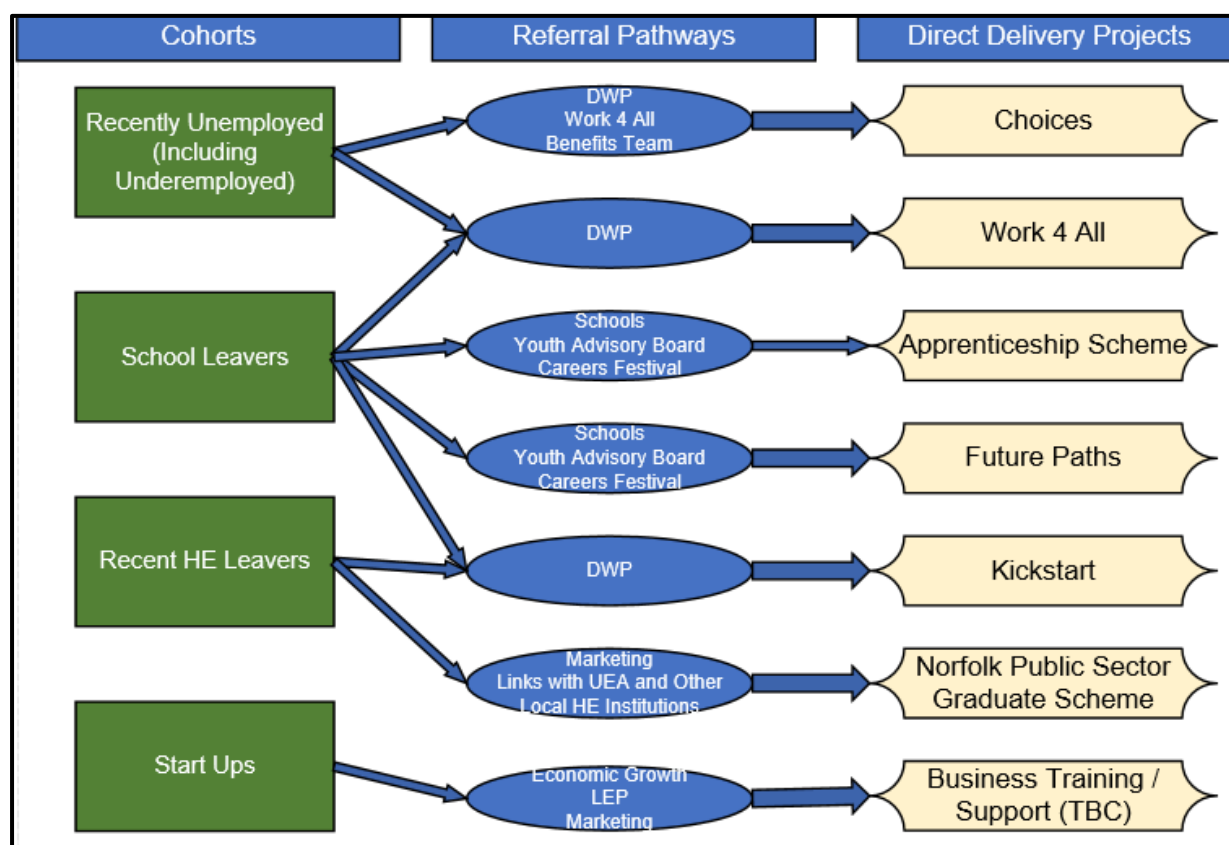 Cohorts
Referral Pathways
Direct Delivery Projects
Recently Unemployed
(Including
Underemployed)
DWP
Work 4 All
Benefits Team
Choices
DWP
Work 4 All
School Leavers
Schools
Youth Advisory Board
Careers Festival
Apprenticeship Scheme
Schools
Youth Advisory Board
Careers Festival
Future Paths
Recent HE Leavers
DWP
Kickstart
Marketing
Links with UEA and Other
Local HE Institutions
Norfolk Public Sector
Graduate Scheme
Start Ups
Economic Growth
LEP
Marketing
Business Training /
Support (TBC)